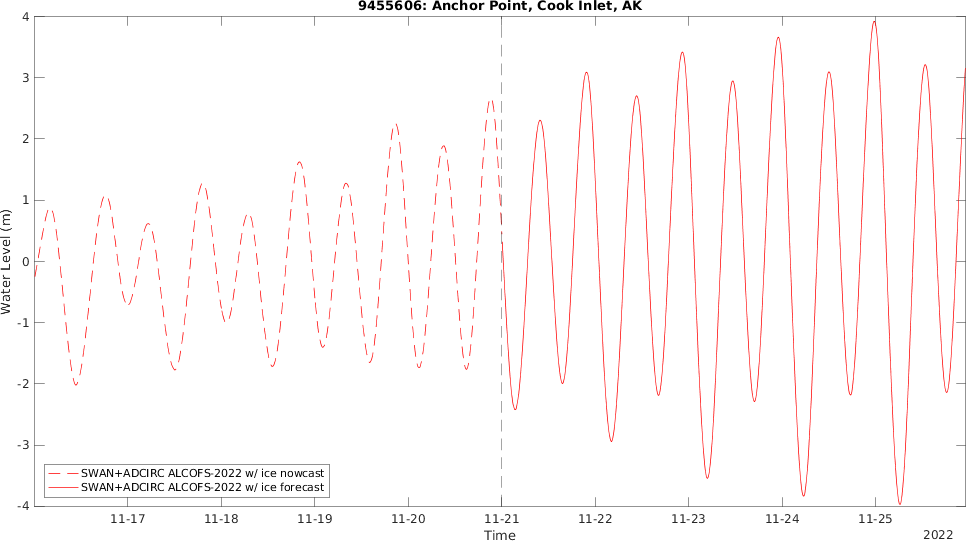 9455606: Anchor Point, Cook Inlet, AK
4
3
2
1
0
-1
-2
-3
-4
Water Level (m)
SWAN+ADCIRC ALCOFS-2022 w/ ice nowcast
SWAN+ADCIRC ALCOFS-2022 w/ ice forecast
11-17 11-18 11-19 11-20 11-21 11-22 11-23 11-24 11-25
Time
2022